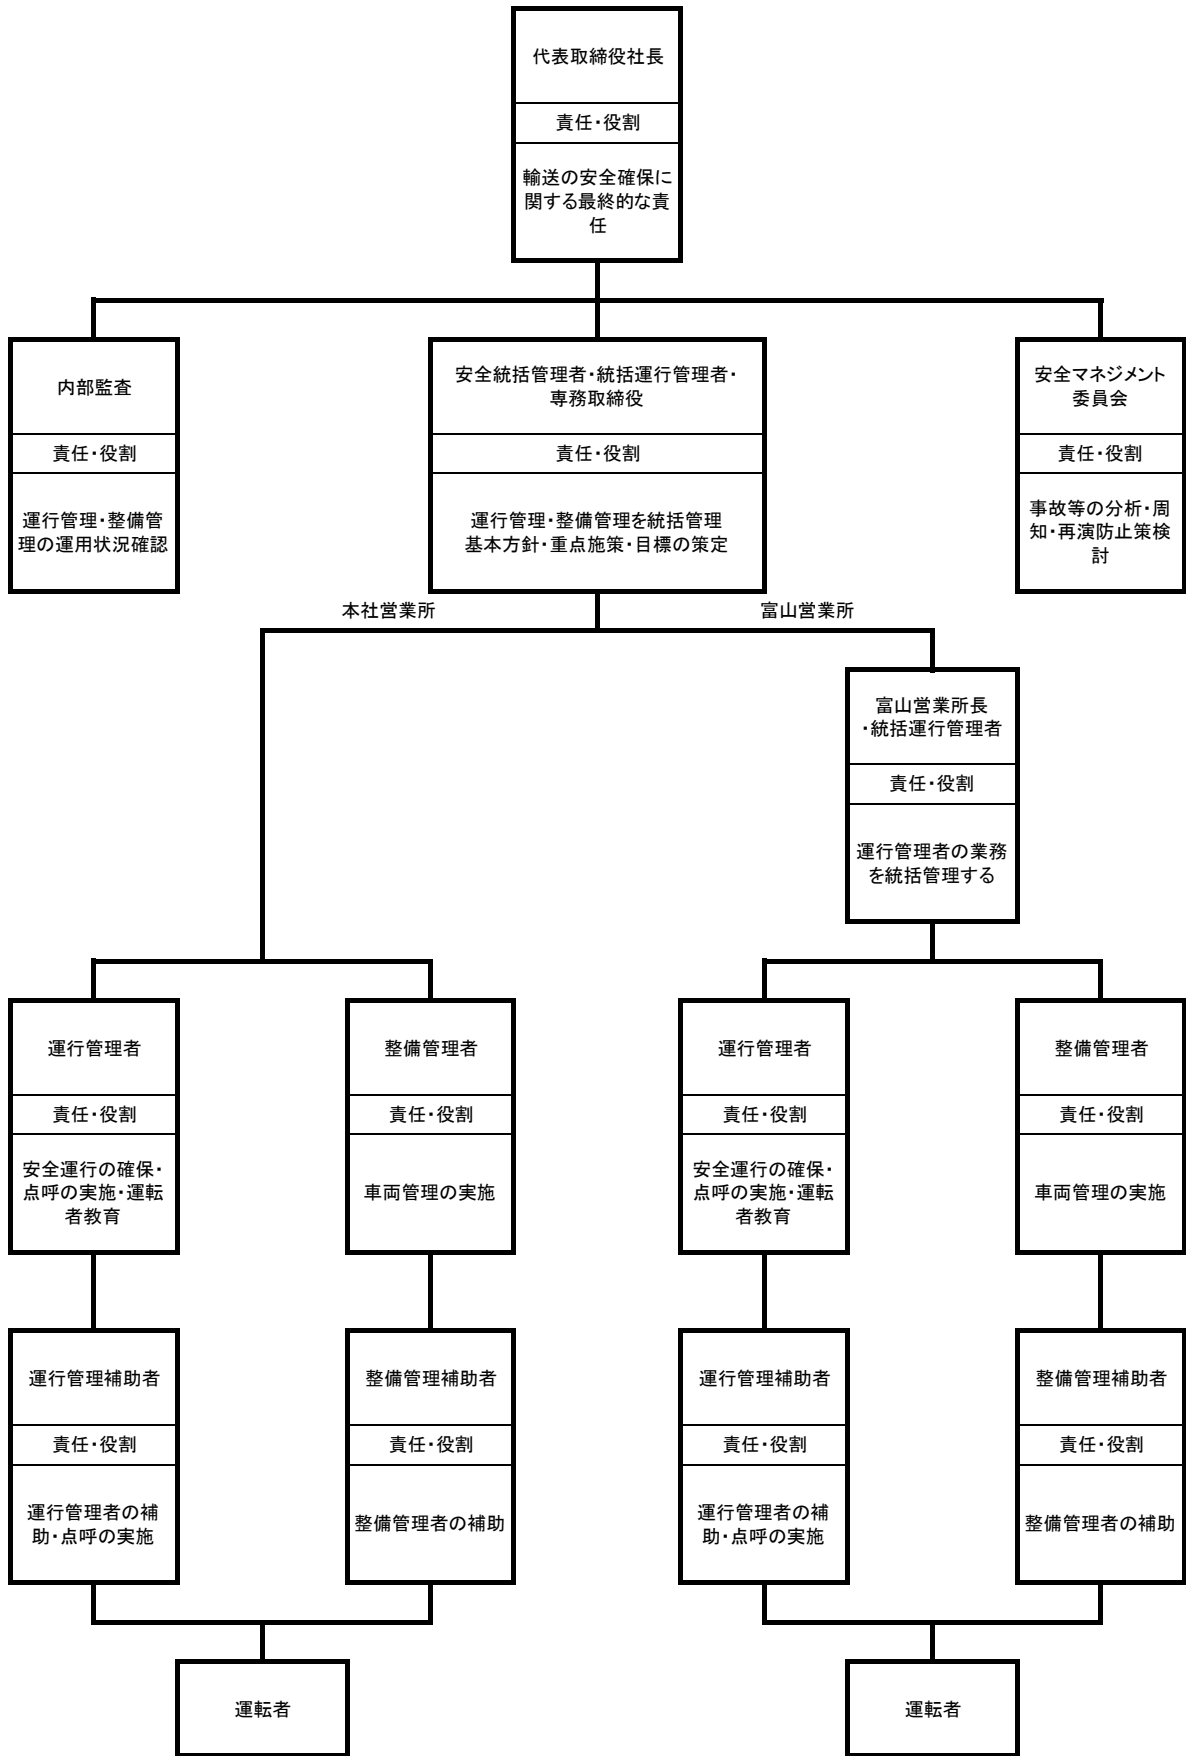 代表取締役社長
責任・役割
輸送の安全確保に
関する最終的な責
任
内部監査
責任・役割
運行管理・整備管
理の運用状況確認
安全統括管理者・統括運行管理者・
専務取締役
責任・役割
運行管理・整備管理を統括管理
基本方針・重点施策・目標の策定
安全マネジメント
委員会
責任・役割
事故等の分析・周
知・再演防止策検
討
本社営業所
富山営業所
富山営業所長
・統括運行管理者
責任・役割
運行管理者の業務
を統括管理する
運行管理者
責任・役割
安全運行の確保・
点呼の実施・運転
者教育
整備管理者
責任・役割
車両管理の実施
運行管理者
責任・役割
安全運行の確保・
点呼の実施・運転
者教育
整備管理者
責任・役割
車両管理の実施
運行管理補助者
責任・役割
運行管理者の補
助・点呼の実施
整備管理補助者
責任・役割
整備管理者の補助
運行管理補助者
責任・役割
運行管理者の補
助・点呼の実施
整備管理補助者
責任・役割
整備管理者の補助
運転者
運転者